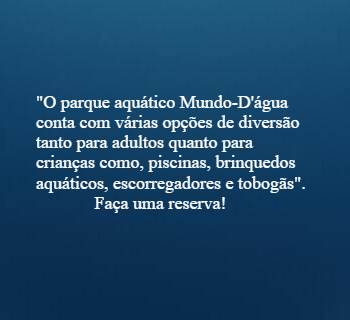 "O parque aquático Mundo-D'água
conta com várias opções de diversão
tanto para adultos quanto para
crianças como, piscinas, brinquedos
aquáticos, escorregadores e tobogãs".
Faça uma reserva!